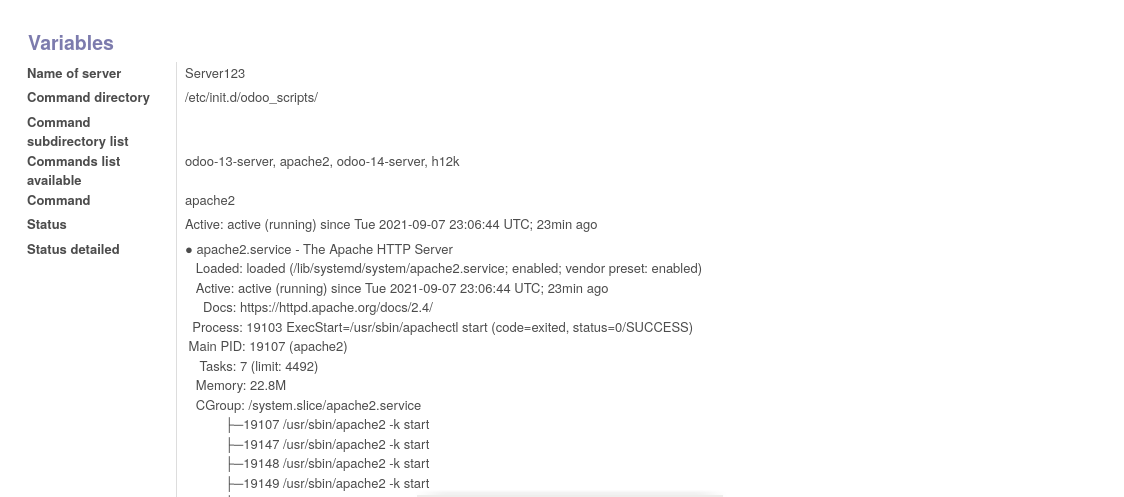 Variables
Name of server Server123
Command directory /etc/init.d/odoo_scripts/
Command
subdirectory list
Commands list odoo-13-server, apache2, odoo-14-server, h12k
available
Command apache2
Status Active: active (running) since Tue 2021-09-07 23:06:44 UTC; 23min ago
Status detailed ● apache2.service - The Apache HTTP Server
Loaded: loaded (/lib/systemd/system/apache2.service; enabled; vendor preset: enabled)
Active: active (running) since Tue 2021-09-07 23:06:44 UTC; 23min ago
Docs: https://httpd.apache.org/docs/2.4/
Process: 19103 ExecStart=/usr/sbin/apachectl start (code=exited, status=0/SUCCESS)
Main PID: 19107 (apache2)
Tasks: 7 (limit: 4492)
Memory: 22.8M
CGroup: /system.slice/apache2.service
├─19107 /usr/sbin/apache2 -k start
├─19147 /usr/sbin/apache2 -k start
├─19148 /usr/sbin/apache2 -k start
├─19149 /usr/sbin/apache2 -k start